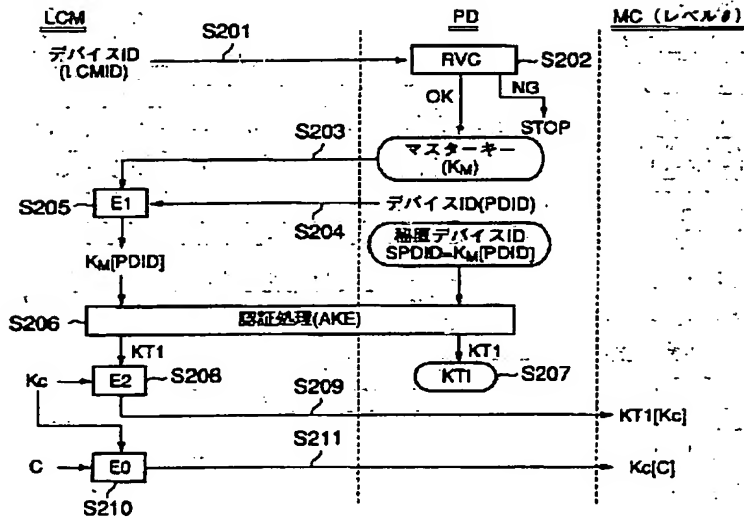 LCM
PD
MC (レベル0)
S201
デバイスID
(LCMID)
RVC
S202
OK
NG
STOP
S203
マスターキー
(KM)
S205
E1
デバイスID(PDID)
S204
秘匿デバイスID
SPDID=KM[PDID]
KM[PDID]
S206
認証処理(AKE)
KT1
KT1
Kc
E2
S208
KT1
S207
S209
KT1[Kc]
S211
C
E0
Kc[C]
S210